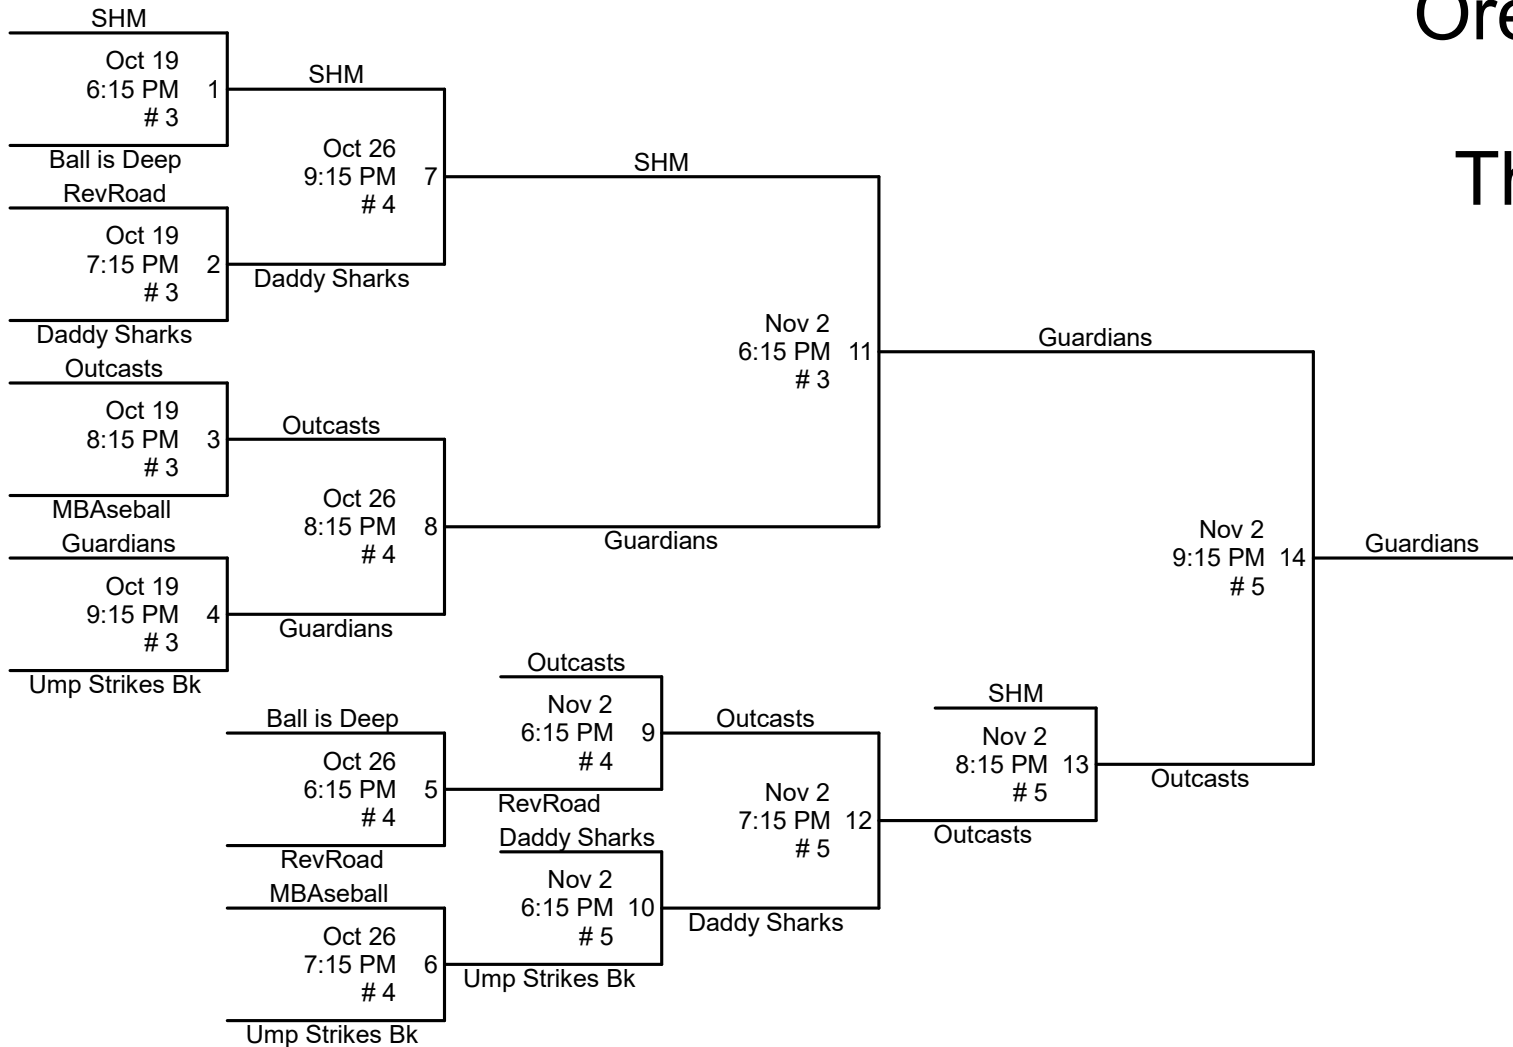 SHM
Oct 19
6:15 PM 1
# 3
Ball is Deep
SHM
Oct 26
9:15 PM 7
# 4
RevRoad
Oct 19
7:15 PM 2
# 3
Daddy Sharks
Daddy Sharks
SHM
Outcasts
Oct 19
8:15 PM 3
# 3
MBAseball
Outcasts
Oct 26
8:15 PM 8
# 4
Guardians
Oct 19
9:15 PM 4
# 3
Ump Strikes Bk
Guardians
Guardians
Nov 2
6:15 PM 11
# 3
Guardians
Ball is Deep
Oct 26
6:15 PM 5
# 4
RevRoad
Outcasts
Nov 2
6:15 PM 9
# 4
RevRoad
MBAseball
Oct 26
7:15 PM 6
# 4
Ump Strikes Bk
Daddy Sharks
Nov 2
6:15 PM 10
# 5
Ump Strikes Bk
Outcasts
Nov 2
7:15 PM 12
# 5
Daddy Sharks
SHM
Nov 2
8:15 PM 13
# 5
Outcasts
Outcasts
Nov 2
9:15 PM 14
# 5
Guardians